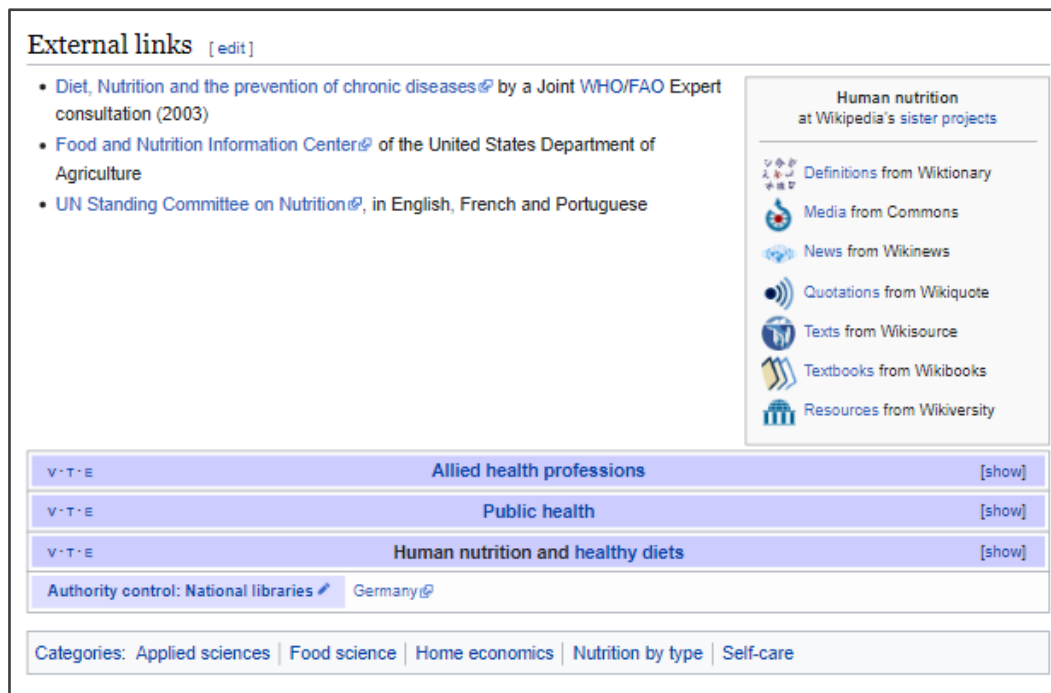 External links [ edit ]
• Diet, Nutrition and the prevention of chronic diseases by a Joint WHO/FAO Expert
consultation (2003)
• Food and Nutrition Information Center of the United States Department of
Agriculture
• UN Standing Committee on Nutrition, in English, French and Portuguese
Human nutrition
at Wikipedia's sister projects
Definitions from Wiktionary
Media from Commons
News from Wikinews
Quotations from Wikiquote
Texts from Wikisource
Textbooks from Wikibooks
Resources from Wikiversity
V · T · E Allied health professions [show]
V · T · E Public health [show]
V · T · E Human nutrition and healthy diets [show]
Authority control: National libraries Germany
Categories: Applied sciences | Food science | Home economics | Nutrition by type | Self-care